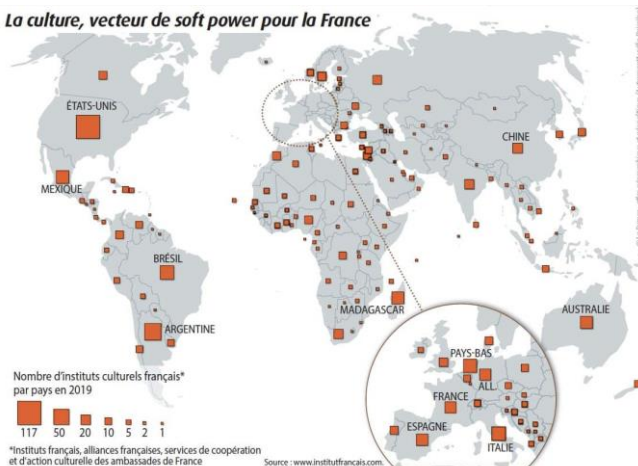 La culture, vecteur de soft power pour la France
ÉTATS-UNIS
CHINE
MEXIQUE
BRÉSIL
MADAGASCAR
AUSTRALIE
ARGENTINE
PAYS-BAS
ALL.
FRANCE
ESPAGNE
ITALIE
Nombre d'instituts culturels français*
par pays en 2019
117 50 20 10 5 2 1
*Instituts français, alliances françaises, services de coopération
et d'action culturelle des ambassades de France
Source : www.institutfrancais.com.